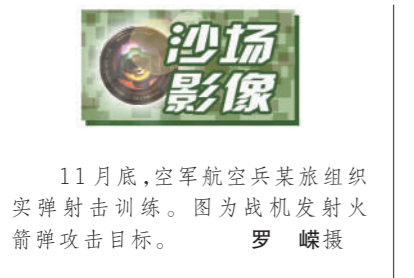 沙场
影像
11月底,空军航空兵某旅组织
实弹射击训练。图为战机发射火
箭弹攻击目标。 罗 嵘摄